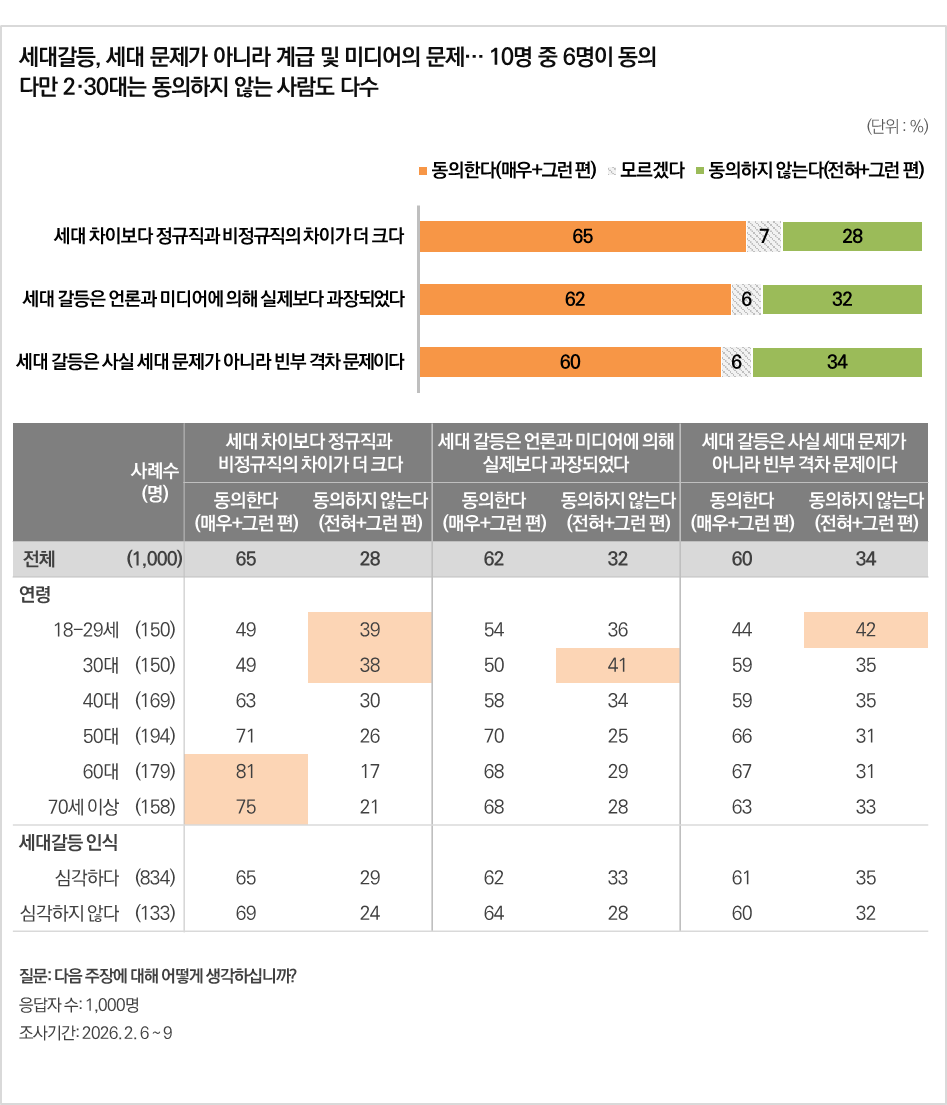 세대갈등, 세대 문제가 아니라 계급 및 미디어의 문제… 10명 중 6명이 동의
다만 2·30대는 동의하지 않는 사람도 다수
(단위 : %)
동의한다(매우+그런 편) 모르겠다 동의하지 않는다(전혀+그런 편)
세대 차이보다 정규직과 비정규직의 차이가 더 크다 65 7 28
세대 갈등은 언론과 미디어에 의해 실제보다 과장되었다 62 6 32
세대 갈등은 사실 세대 문제가 아니라 빈부 격차 문제이다 60 6 34
사례수
(명)
세대 차이보다 정규직과
비정규직의 차이가 더 크다
세대 갈등은 언론과 미디어에 의해
실제보다 과장되었다
세대 갈등은 사실 세대 문제가
아니라 빈부 격차 문제이다
동의한다 동의하지 않는다 동의한다 동의하지 않는다 동의한다 동의하지 않는다
(매우+그런 편) (전혀+그런 편) (매우+그런 편) (전혀+그런 편) (매우+그런 편) (전혀+그런 편)
전체 (1,000) 65 28 62 32 60 34
연령
18-29세 (150) 49 39 54 36 44 42
30대 (150) 49 38 50 41 59 35
40대 (169) 63 30 58 34 59 35
50대 (194) 71 26 70 25 66 31
60대 (179) 81 17 68 29 67 31
70세 이상 (158) 75 21 68 28 63 33
세대갈등 인식
심각하다 (834) 65 29 62 33 61 35
심각하지 않다 (133) 69 24 64 28 60 32
질문: 다음 주장에 대해 어떻게 생각하십니까?
응답자 수: 1,000명
조사기간: 2026. 2. 6 ~ 9